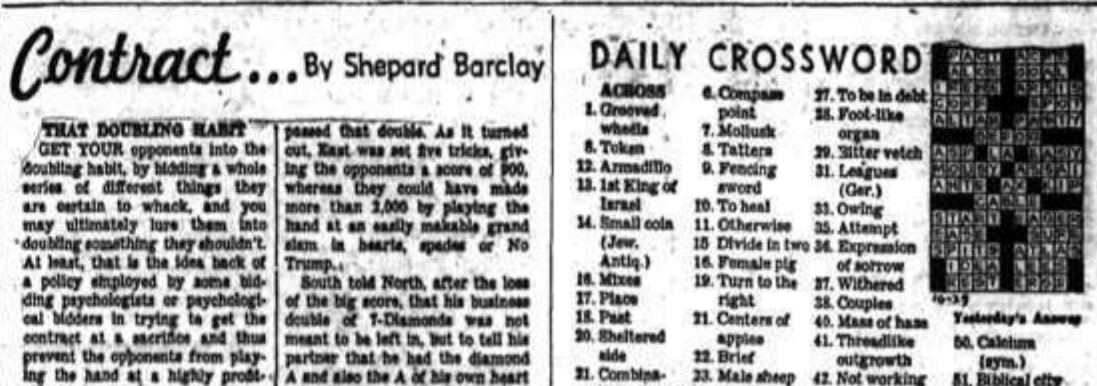 Contract... By Shepard Barclay
THAT DOUBLING HABIT
GET YOUR opponents into the
doubling habit, by bidding a whole
series of different things they
are certain to whack, and you
may ultimately lure them into
doubling something they shouldn't.
At least, that is the idea back of
a policy employed by some bid-
ding psychologists or psychologi-
cal bidders in trying to get the
contract at a sacrifice and thus
prevent the opponents from play-
ing the hand at a highly profit-
passed that double. As it turned
out, East was set five tricks, giv-
ing the opponents a score of 900,
whereas they could have made
more than 2,000 by playing the
hand at an easily makable grand
slam in hearts, spades or No
Trump.
South told North, after the loss
of the big score, that his business
double of 7-Diamonds was not
meant to be left in, but to tell his
partner that he had the diamond
A and also the A of his own heart
DAILY CROSSWORD
ACROSS
1. Grooved
wheels
8. Token
12. Armadillo
13. 1st King of
Israel
14. Small coin
(Jew.
Antiq.)
16. Mixes
17. Place
18. Past
20. Sheltered
side
21. Combina-
6. Compass
point
7. Mollusk
8. Tatters
9. Fencing
sword
10. To heal
11. Otherwise
15 Divide in two
16. Female pig
19. Turn to the
right
21. Centers of
apples
22. Brief
23. Male sheep
27. To be in debt
28. Foot-like
organ
29. Bitter vetch
31. Leagues
(Ger.)
33. Owing
35. Attempt
36. Expression
of sorrow
37. Withered
38. Couples
40. Mass of
41. Threadlike
outgrowth
42. Not working
Yesterday's Answer
50. Calcium
(sym.)
51. Biblical city